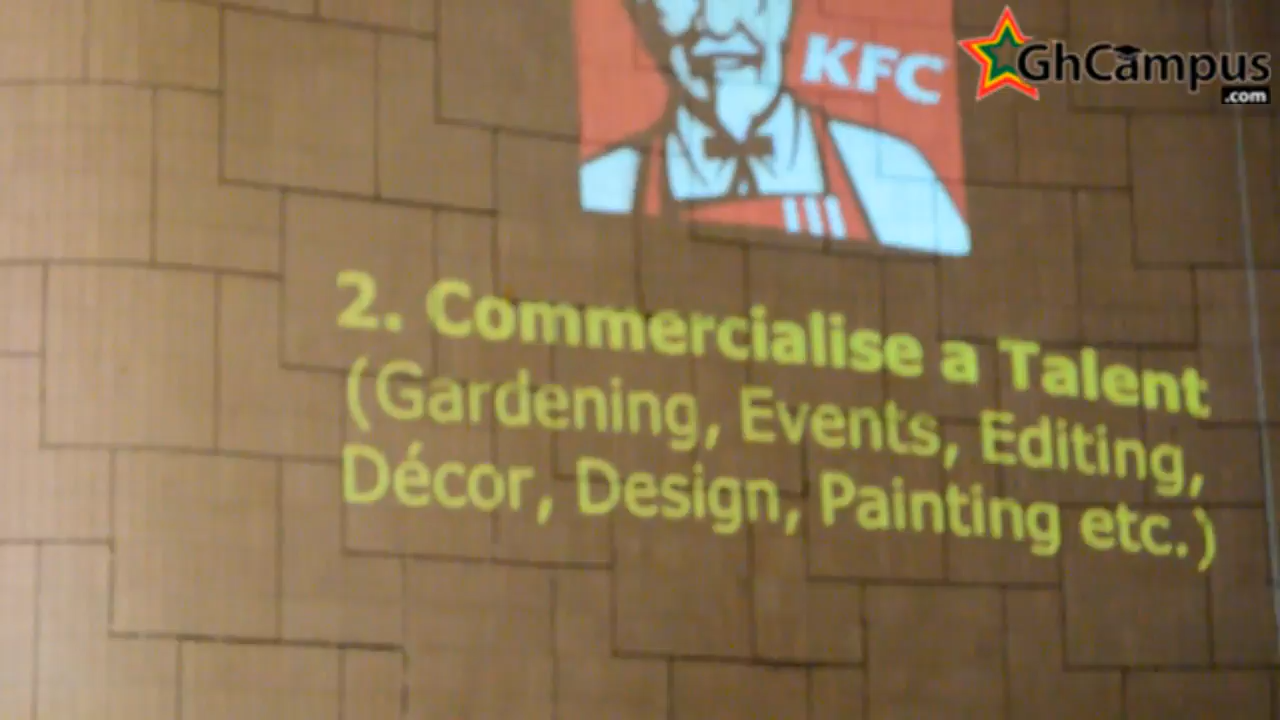 KFC
GhCampus
.com
2. Commercialise a Talent
(Gardening, Events, Editing,
Décor, Design, Painting etc.)